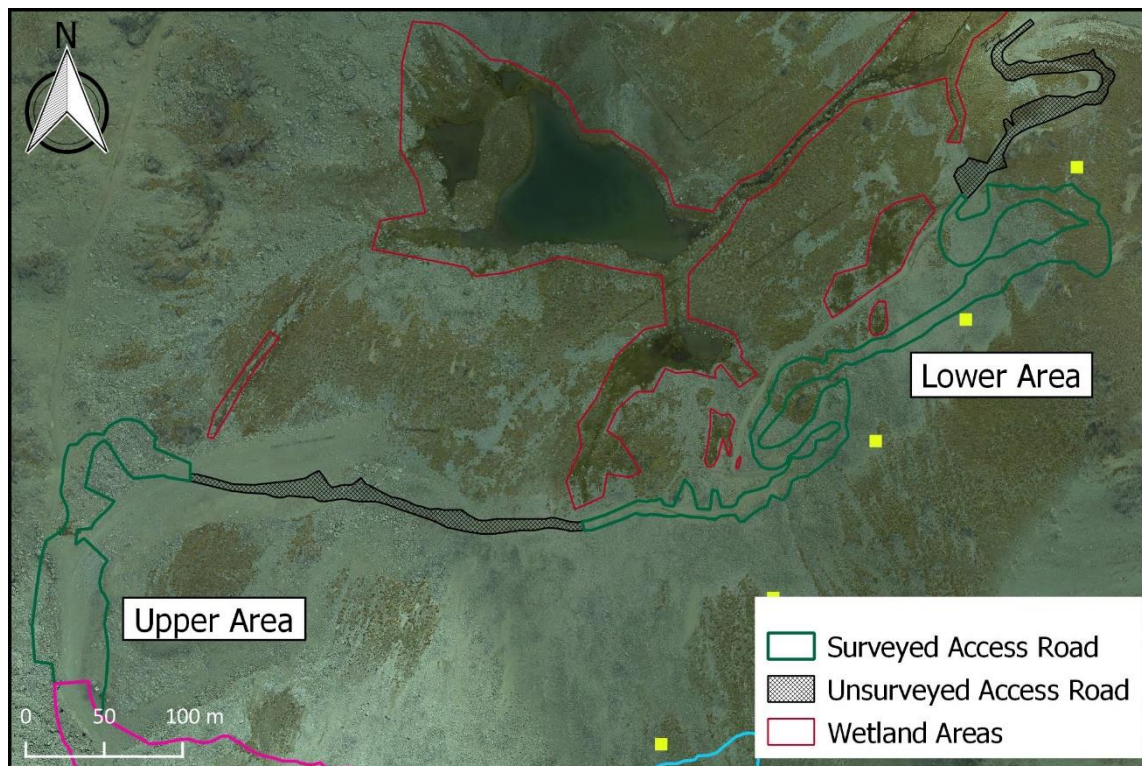 N
Lower Area
Upper Area
0 50 100 m
Surveyed Access Road
Unsurveyed Access Road
Wetland Areas